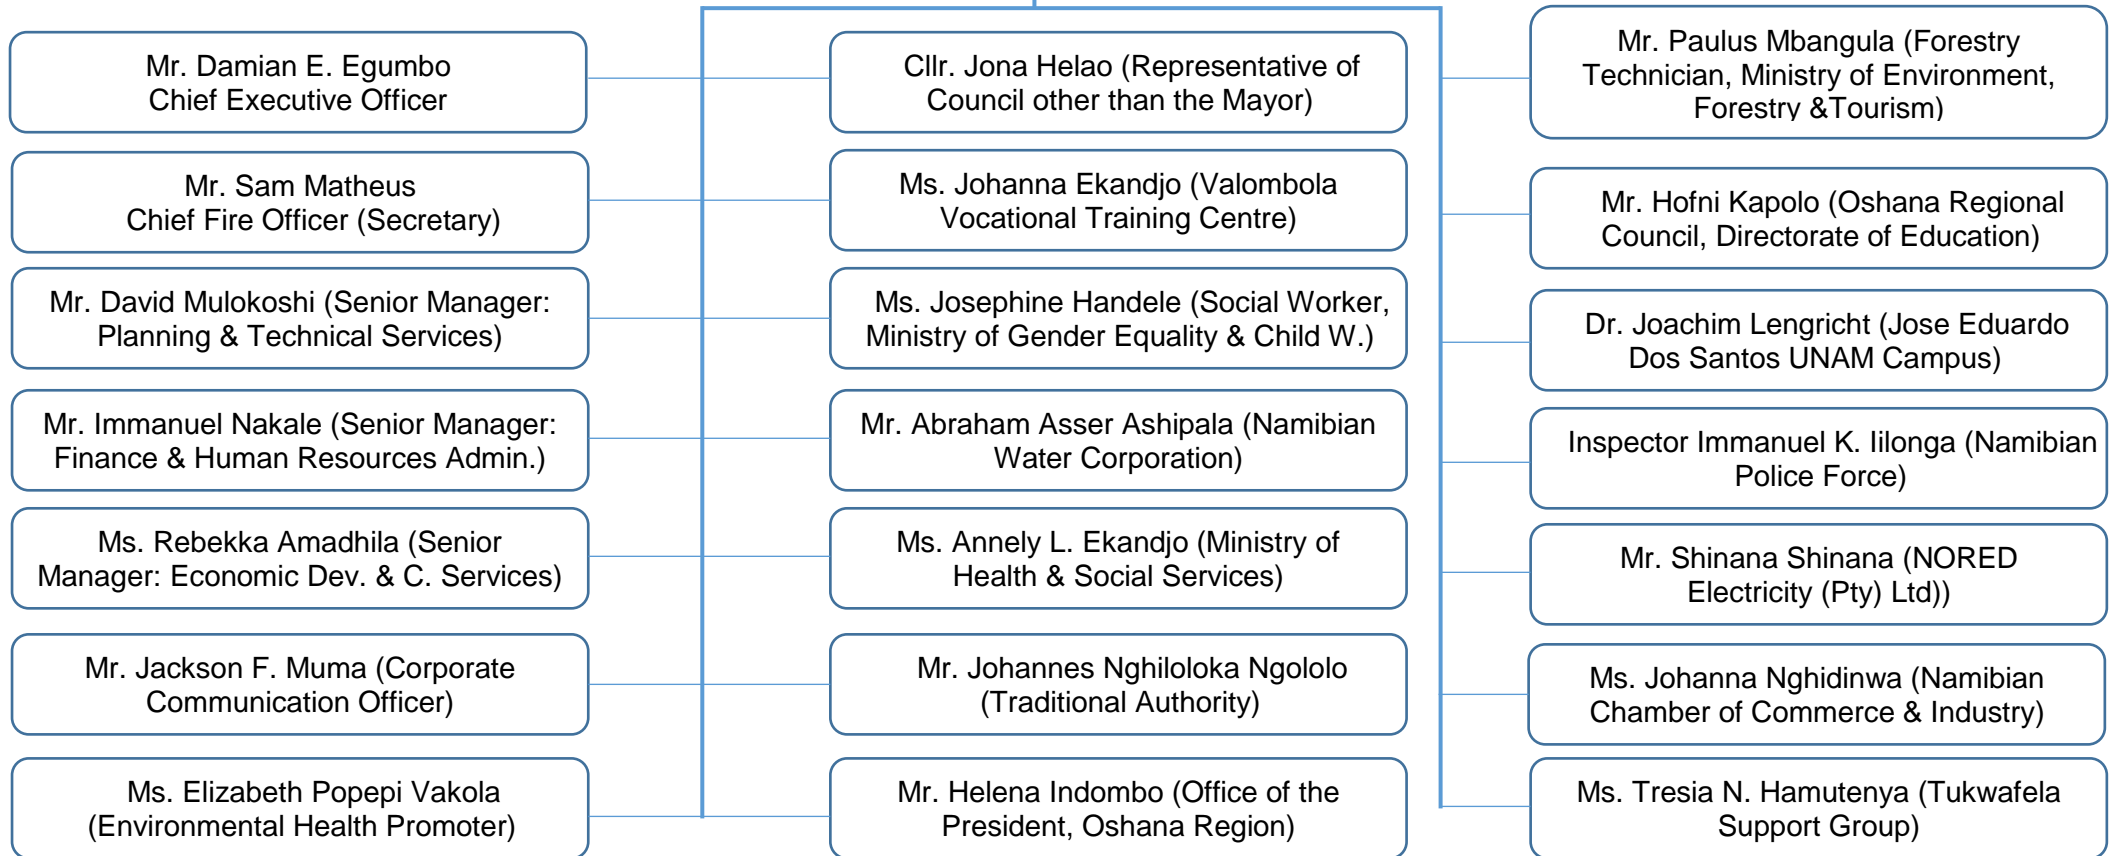 Mr. Damian E. Egumbo
Chief Executive Officer
Mr. Sam Matheus
Chief Fire Officer (Secretary)
Mr. David Mulokoshi (Senior Manager:
Planning & Technical Services)
Mr. Immanuel Nakale (Senior Manager:
Finance & Human Resources Admin.)
Ms. Rebekka Amadhila (Senior
Manager: Economic Dev. & C. Services)
Mr. Jackson F. Muma (Corporate
Communication Officer)
Ms. Elizabeth Popepi Vakola
(Environmental Health Promoter)
Cllr. Jona Helao (Representative of
Council other than the Mayor)
Ms. Johanna Ekandjo (Valombola
Vocational Training Centre)
Ms. Josephine Handele (Social Worker,
Ministry of Gender Equality & Child W.)
Mr. Abraham Asser Ashipala (Namibian
Water Corporation)
Ms. Annely L. Ekandjo (Ministry of
Health & Social Services)
Mr. Johannes Nghiloloka Ngololo
(Traditional Authority)
Mr. Helena Indombo (Office of the
President, Oshana Region)
Mr. Paulus Mbangula (Forestry
Technician, Ministry of Environment,
Forestry &Tourism)
Mr. Hofni Kapolo (Oshana Regional
Council, Directorate of Education)
Dr. Joachim Lengricht (Jose Eduardo
Dos Santos UNAM Campus)
Inspector Immanuel K. Iilonga (Namibian
Police Force)
Mr. Shinana Shinana (NORED
Electricity (Pty) Ltd))
Ms. Johanna Nghidinwa (Namibian
Chamber of Commerce & Industry)
Ms. Tresia N. Hamutenya (Tukwafela
Support Group)